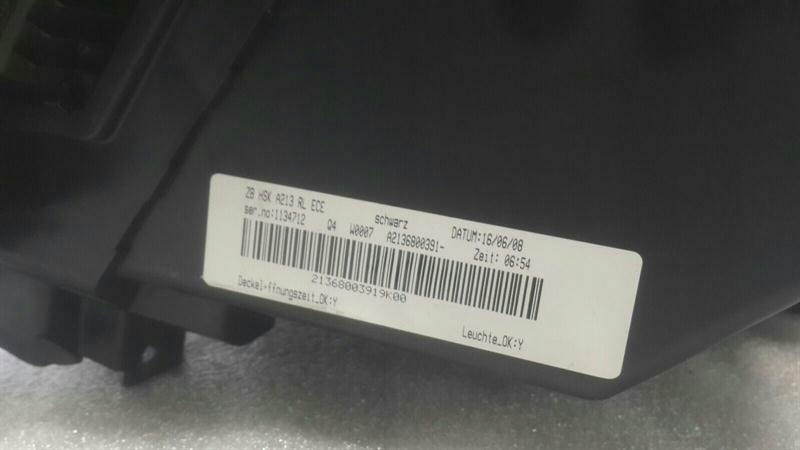 ZB HSK A213 RL ECE schwarz DATUM:16/06/08
ser.no:1134712 Q4 W0007 A2136800391- Zeit: 06:54
21368003919K00
Deckel-ffnungszeit_OK:Y Leuchte_OK:Y